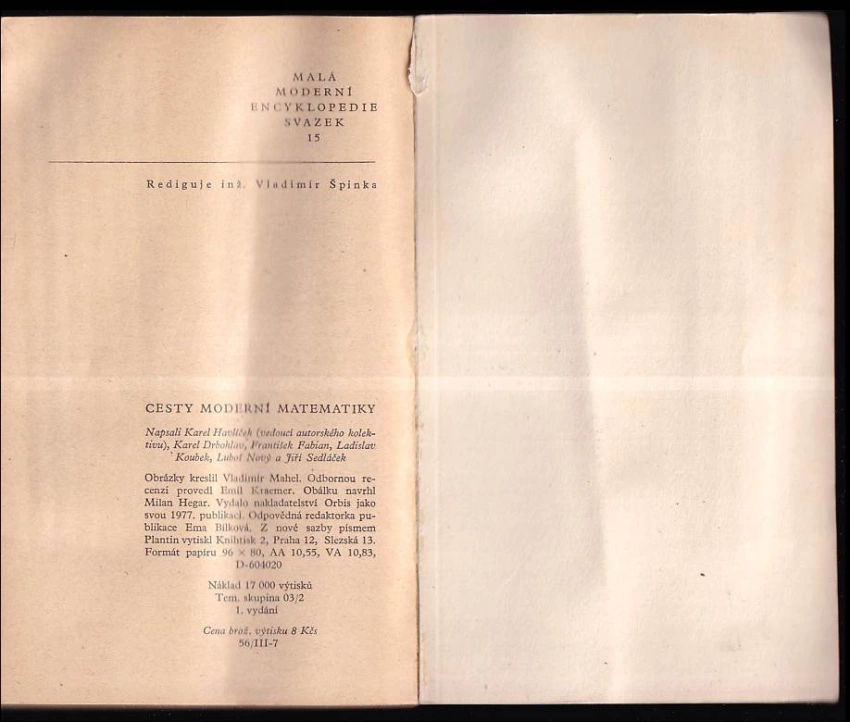 MALÁ
MODERNÍ
ENCYKLOPEDIE
SVAZEK
15
Rediguje inž. Vladimír Špinka
CESTY MODERNÍ MATEMATIKY
Napsali Karel Havlíček (vedoucí autorského kolek-
tivu), Karel Drbohlav, František Fabian, Ladislav
Koubek, Luboš Nový a Jiří Sedláček
Obrázky kreslil Vladimír Mahel. Odbornou re-
cenzi provedl Emil Kraemer. Obálku navrhl
Milan Hegar. Vydalo nakladatelství Orbis jako
svou 1977. publikaci. Odpovědná redaktorka pu-
blikace Ema Bílková. Z nové sazby písmem
Plantin vytiskl Knihtisk 2, Praha 12, Slezská 13.
Formát papíru 96 × 80, AA 10,55, VA 10,83,
D-604020
Náklad 17 000 výtisků
Tem. skupina 03/2
1. vydání
Cena brož. výtisku 8 Kčs
56/III-7